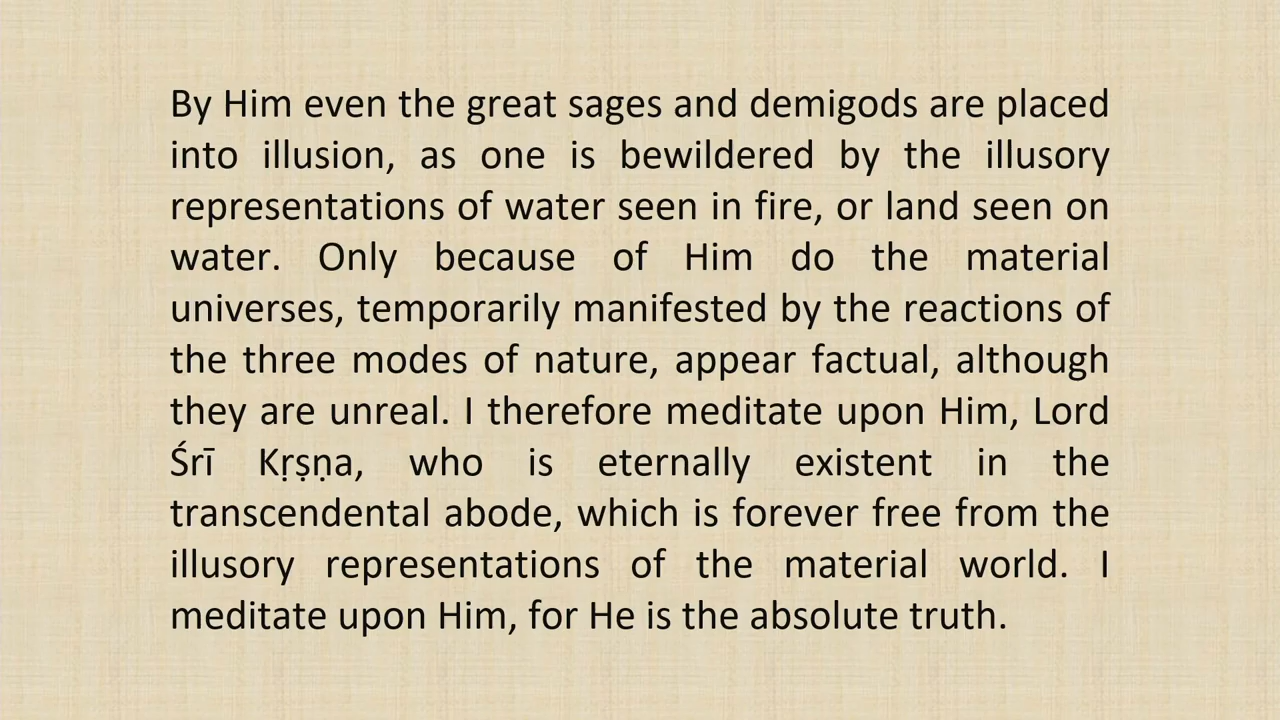 By Him even the great sages and demigods are placed
into illusion, as one is bewildered by the illusory
representations of water seen in fire, or land seen on
water. Only because of Him do the material
universes, temporarily manifested by the reactions of
the three modes of nature, appear factual, although
they are unreal. I therefore meditate upon Him, Lord
Śrī Kṛṣṇa, who is eternally existent in the
transcendental abode, which is forever free from the
illusory representations of the material world. I
meditate upon Him, for He is the absolute truth.